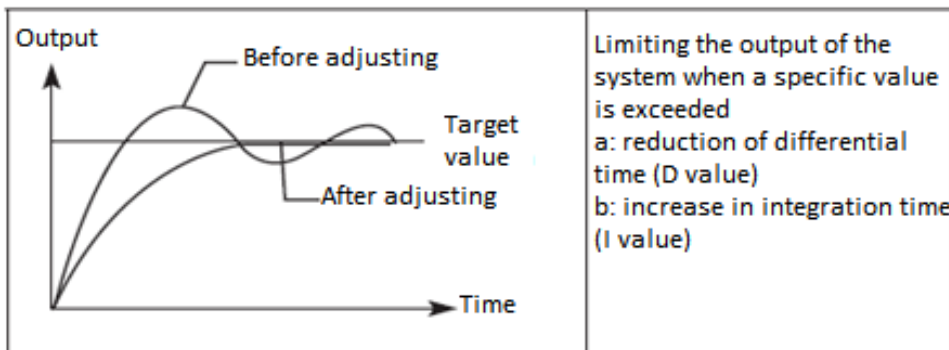 Output
Before adjusting
Target
value
After adjusting
Time
Limiting the output of the
system when a specific value
is exceeded
a: reduction of differential
time (D value)
b: increase in integration time
(I value)